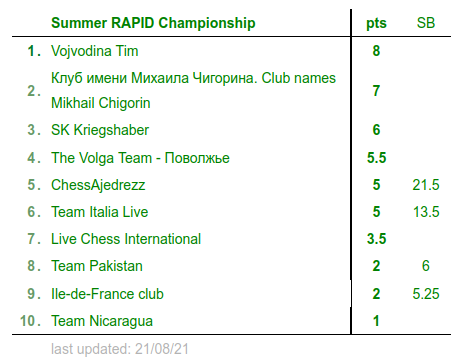 Summer RAPID Championship pts SB
1. Vojvodina Tim 8
Клуб имени Михаила Чигорина. Club names
2. Mikhail Chigorin 7
3. SK Kriegshaber 6
4. The Volga Team - Поволжье 5.5
5. ChessAjedrezz 5 21.5
6. Team Italia Live 5 13.5
7. Live Chess International 3.5
8. Team Pakistan 2 6
9. Ile-de-France club 2 5.25
10. Team Nicaragua 1
last updated: 21/08/21